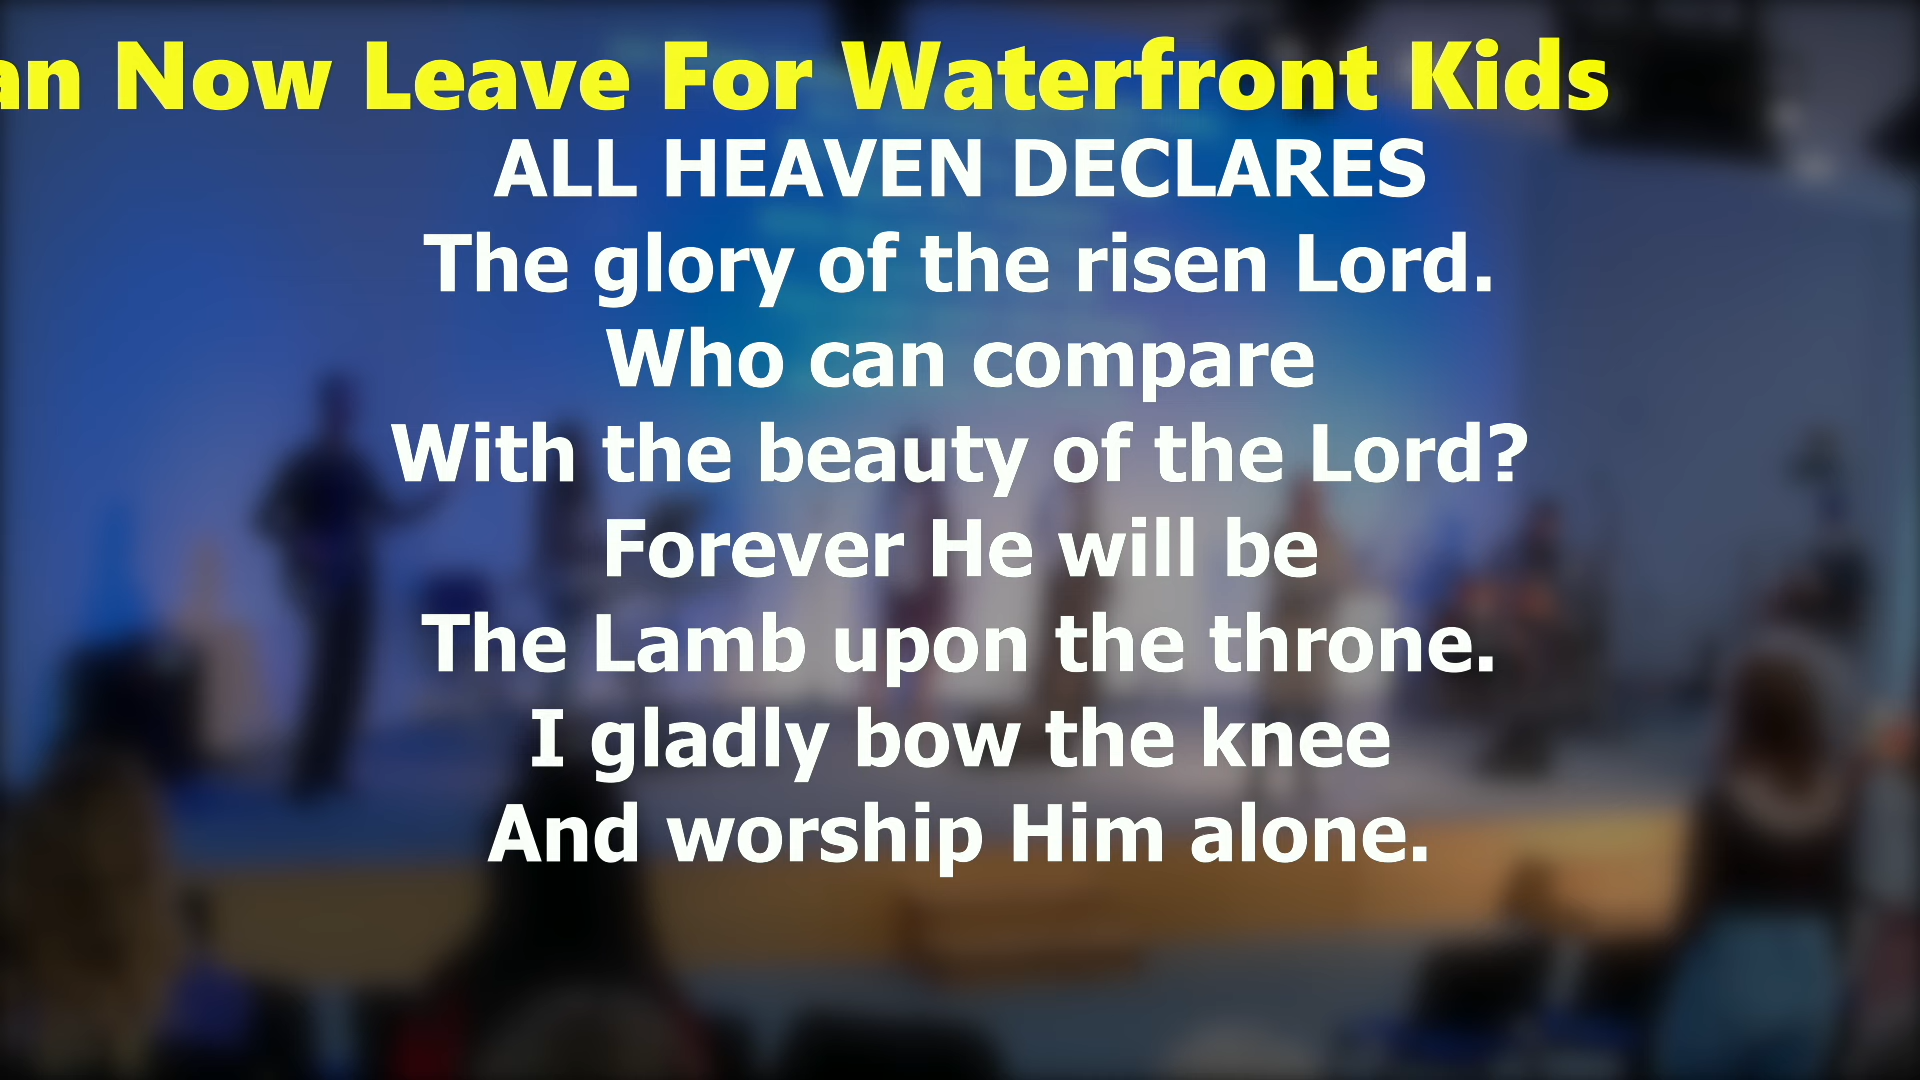 an Now Leave For Waterfront Kids
ALL HEAVEN DECLARES
The glory of the risen Lord.
Who can compare
With the beauty of the Lord?
Forever He will be
The Lamb upon the throne.
I gladly bow the knee
And worship Him alone.